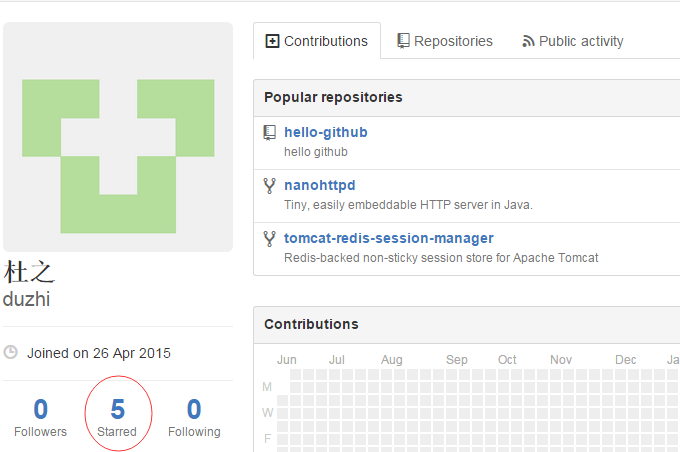 Contributions Repositories Public activity
Popular repositories
hello-github
hello github
nanohttpd
Tiny, easily embeddable HTTP server in Java.
tomcat-redis-session-manager
Redis-backed non-sticky session store for Apache Tomcat
杜之
duzhi
Joined on 26 Apr 2015
0 5 0
Followers Starred Following
Contributions
Jun Jul Aug Sep Oct Nov Dec Ja
M
W
F